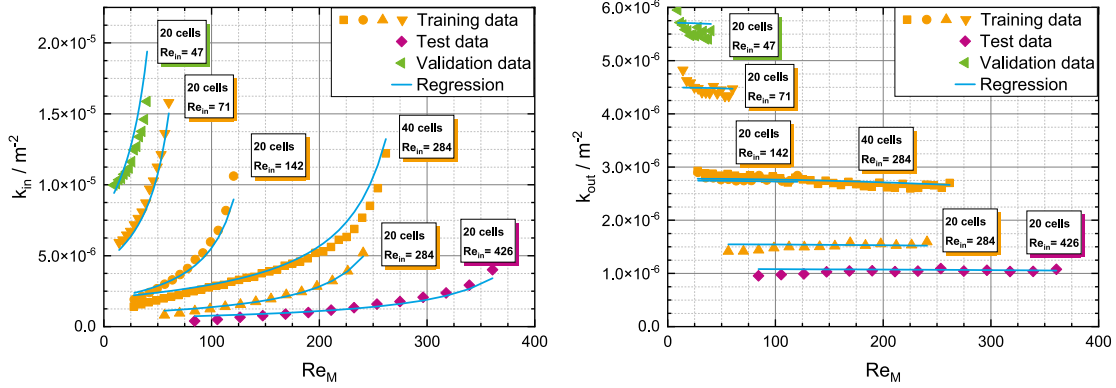 2.0×10⁻⁵
1.5×10⁻⁵
1.0×10⁻⁵
5.0×10⁻⁶
0.0
k_in / m⁻²
0
100
200
300
400
Re_M
20 cells
Re_in= 47
20 cells
Re_in= 71
20 cells
Re_in= 142
40 cells
Re_in= 284
20 cells
Re_in= 284
20 cells
Re_in= 426
Training data
Test data
Validation data
Regression
6.0×10⁻⁶
5.0×10⁻⁶
4.0×10⁻⁶
3.0×10⁻⁶
2.0×10⁻⁶
1.0×10⁻⁶
0.0
k_out / m⁻²
0
100
200
300
400
Re_M
20 cells
Re_in= 47
20 cells
Re_in= 71
20 cells
Re_in= 142
40 cells
Re_in= 284
20 cells
Re_in= 284
20 cells
Re_in= 426
Training data
Test data
Validation data
Regression